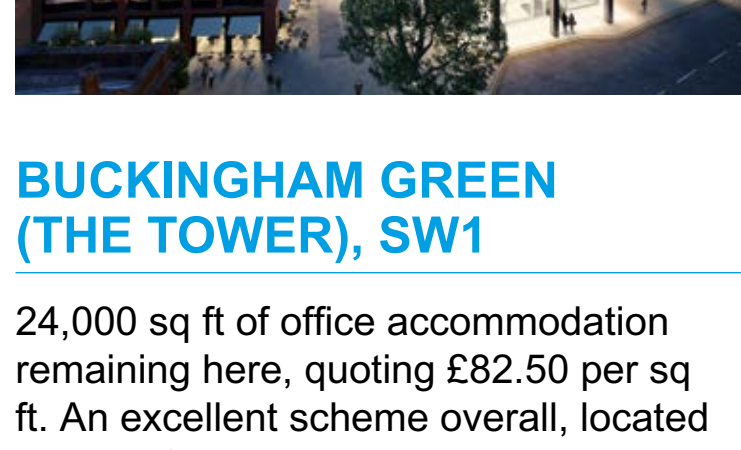 BUCKINGHAM GREEN
(THE TOWER), SW1
24,000 sq ft of office accommodation
remaining here, quoting £82.50 per sq
ft. An excellent scheme overall, located